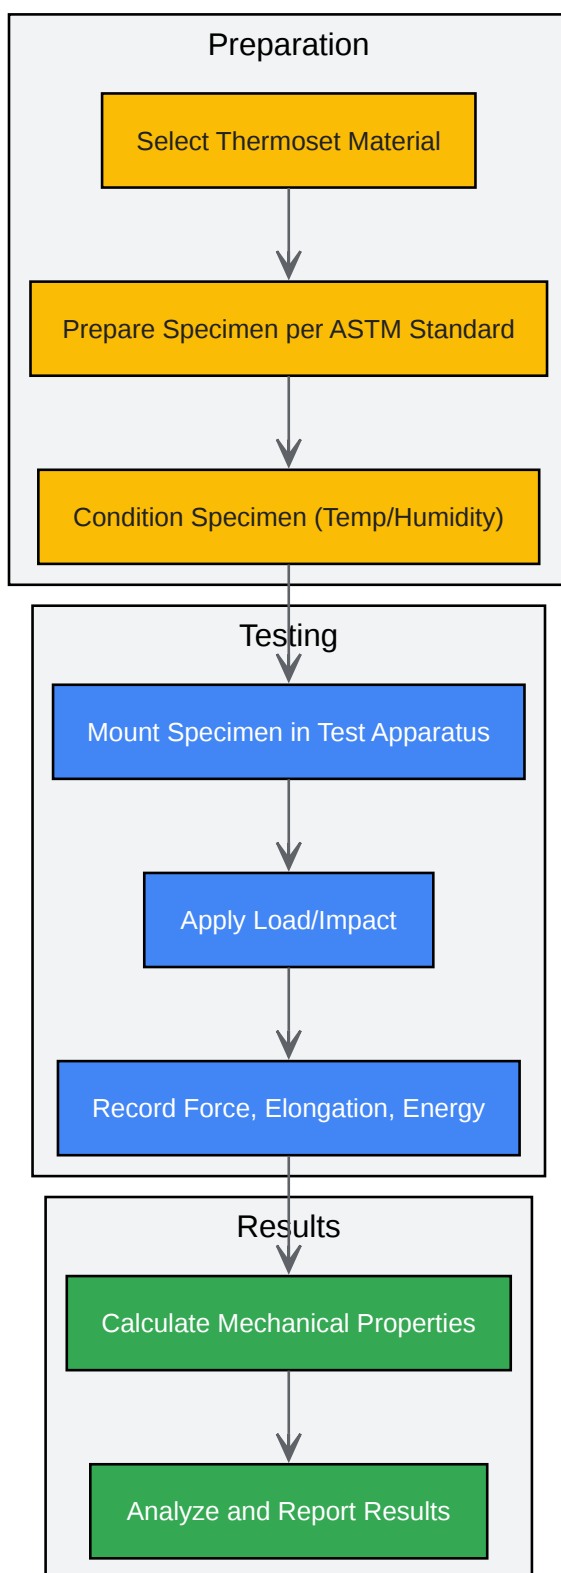 Preparation
Select Thermoset Material
Prepare Specimen per ASTM Standard
Condition Specimen (Temp/Humidity)
Testing
Mount Specimen in Test Apparatus
Apply Load/Impact
Record Force, Elongation, Energy
Results
Calculate Mechanical Properties
Analyze and Report Results